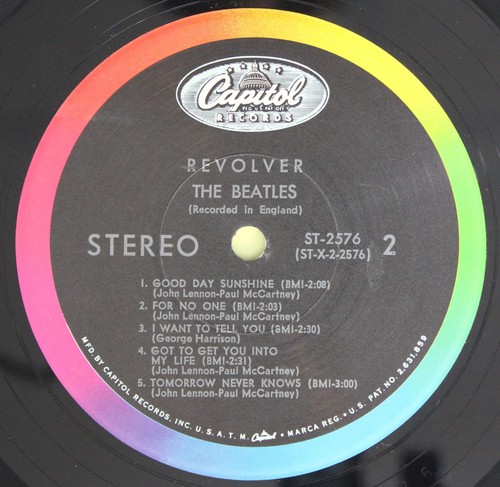 Capitol
RECORDS
REVOLVER
THE BEATLES
(Recorded in England)
STEREO
ST-2576
(ST-X-2-2576)
2
1. GOOD DAY SUNSHINE (BMI-2:08)
(John Lennon-Paul McCartney)
2. FOR NO ONE (BMI-2:03)
(John Lennon-Paul McCartney)
3. I WANT TO TELL YOU (BMI-2:30)
(George Harrison)
4. GOT TO GET YOU INTO
MY LIFE (BMI-2:31)
(John Lennon-Paul McCartney)
5. TOMORROW NEVER KNOWS (BMI-3:00)
(John Lennon-Paul McCartney)
MFD. BY CAPITOL RECORDS, INC. U.S.A. T.M. Capitol • MARCA REG. • U.S. PAT. NO. 2,631,859